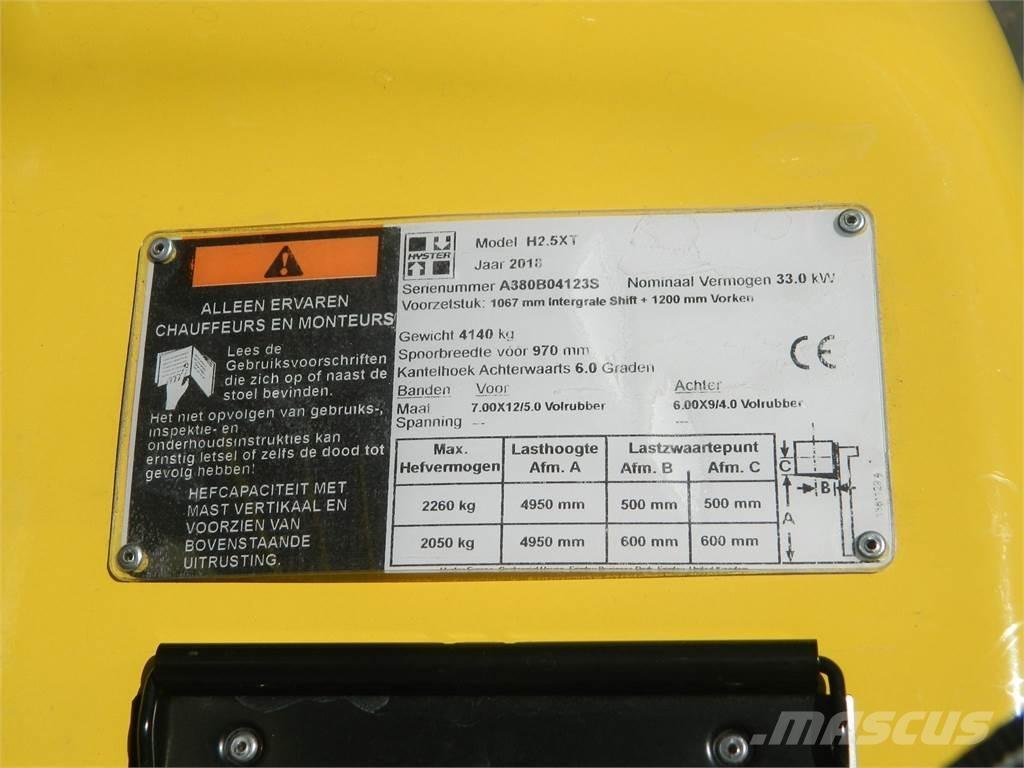 ALLEEN ERVAREN
CHAUFFEURS EN MONTEURS
Lees de
Gebruiksvoorschriften
die zich op of naast de
stoel bevinden.
Het niet opvolgen van gebruiks-,
inspektie- en
onderhoudsinstrukties kan
ernstig letsel of zelfs de dood tot
gevolg hebben!
HEFCAPACITEIT MET
MAST VERTIKAAL EN
VOORZIEN VAN
BOVENSTAANDE
UITRUSTING.
HYSTER
Model H2.5XT
Jaar 2018
Serienummer A380B04123S Nominaal Vermogen 33.0 kW
Voorzetstuk: 1067 mm Intergrale Shift + 1200 mm Vorken
Gewicht 4140 kg
Spoorbreedte vóór 970 mm
Kantelhoek Achterwaarts 6.0 Graden
CE
Banden Voor Achter
Maat 7.00X12/5.0 Volrubber 6.00X9/4.0 Volrubber
Spanning --- ---
Max. Lasthoogte Lastzwaartepunt
Hefvermogen Afm. A Afm. B Afm. C
2260 kg 4950 mm 500 mm 500 mm
2050 kg 4950 mm 600 mm 600 mm
C
B
A
MASCUS